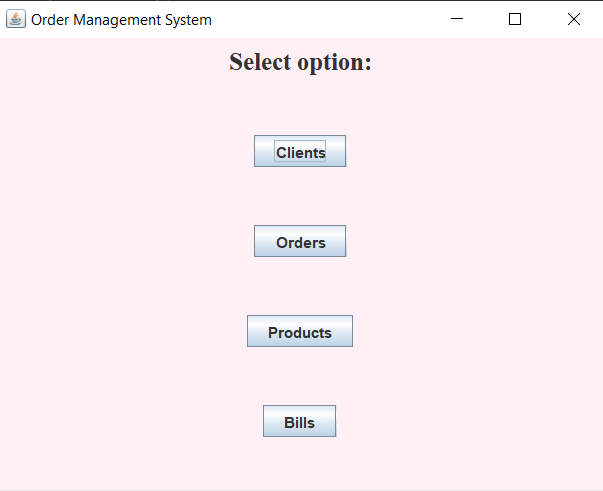 Order Management System
Select option:
Clients
Orders
Products
Bills